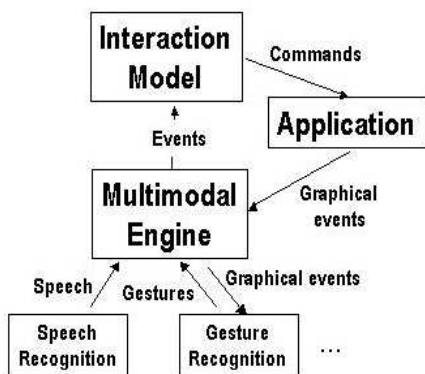 Interaction
Model
Commands
Application
Events
Graphical
events
Multimodal
Engine
Speech
Gestures
Graphical events
Speech
Recognition
Gesture
Recognition
...